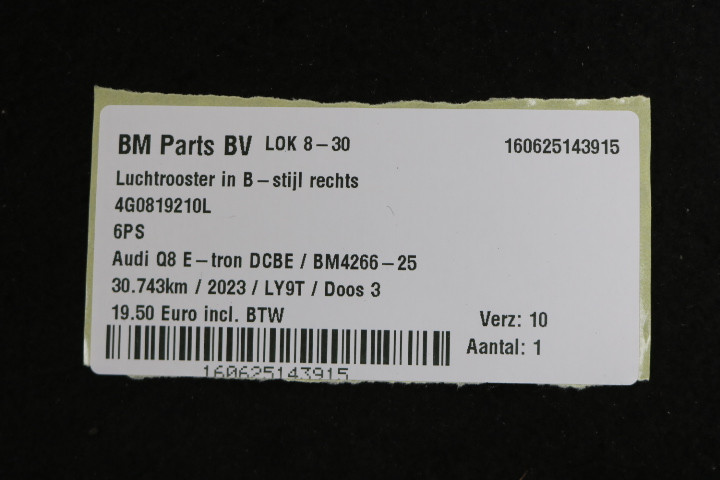 BM Parts BV LOK 8-30 160625143915
Luchtrooster in B-stijl rechts
4G0819210L
6PS
Audi Q8 E-tron DCBE / BM4266-25
30.743km / 2023 / LY9T / Doos 3
19.50 Euro incl. BTW Verz: 10
Aantal: 1
160625143915